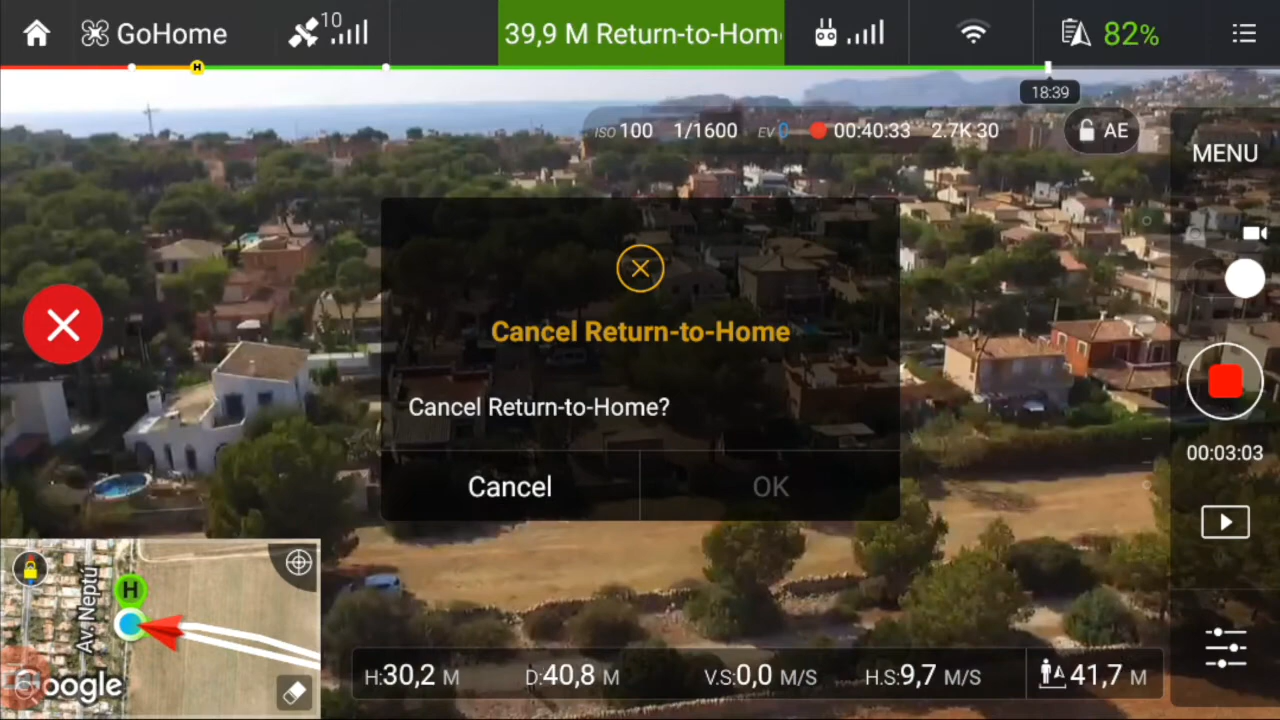 GoHome
10
39,9 M Return-to-Hom
82%
18:39
ISO 100 1/1600 EV 0 00:40:33 2.7K 30
AE
MENU
Cancel Return-to-Home
Cancel Return-to-Home?
Cancel OK
00:03:03
H
H
Av. Neptú
Google
H:30,2 M D:40,8 M V.S:0,0 M/S H.S:9,7 M/S 41,7 M